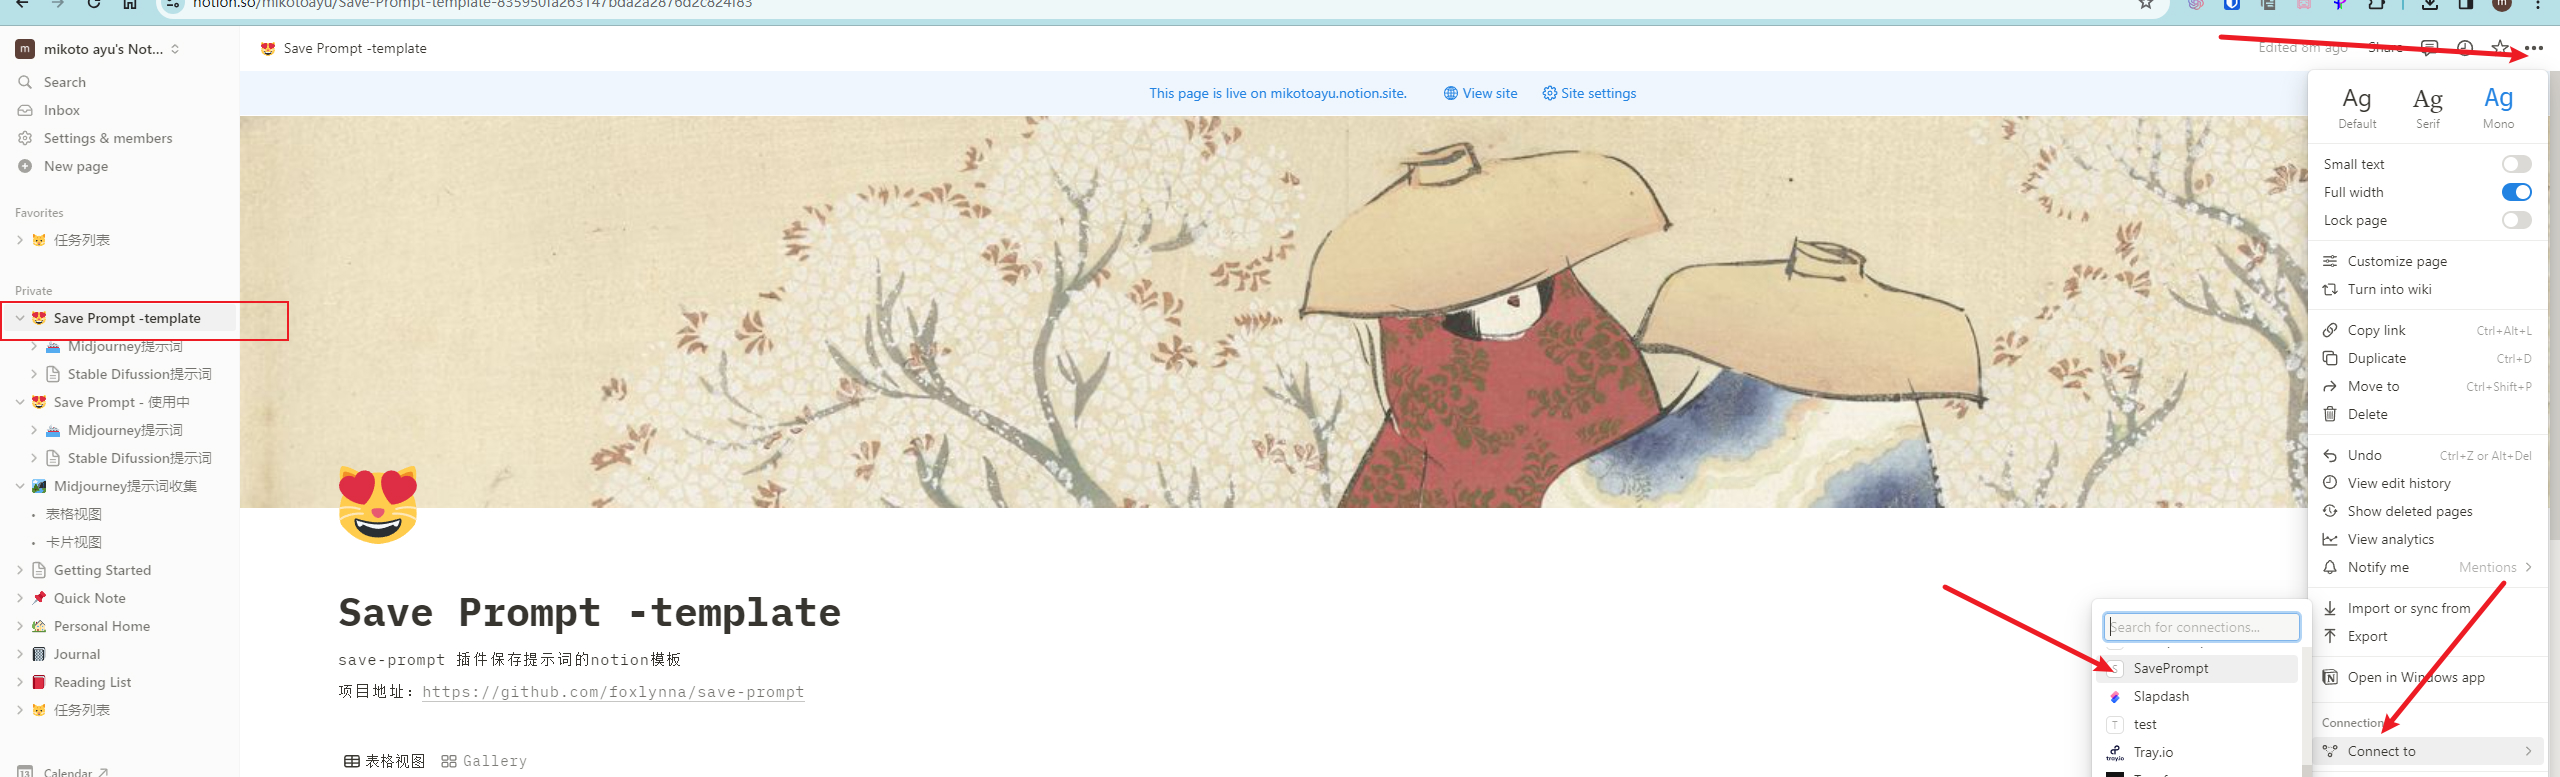 notion.so/mikotoayu/Save-Prompt-template-835950fa263147bda2a2876d2c824f83
m
mikoto ayu's Not...
Search
Inbox
Settings & members
New page
Favorites
任务列表
Private
Save Prompt -template
Midjourney提示词
Stable Difussion提示词
Save Prompt - 使用中
Midjourney提示词
Stable Difussion提示词
Midjourney提示词收集
表格视图
卡片视图
Getting Started
Quick Note
Personal Home
Journal
Reading List
任务列表
Calendar
Save Prompt -template
Edited 8m ago
Share
This page is live on mikotoayu.notion.site.
View site
Site settings
Save Prompt -template
save-prompt 插件保存提示词的notion模板
项目地址：https://github.com/foxlynna/save-prompt
表格视图
Gallery
Ag Ag Ag
Default Serif Mono
Small text
Full width
Lock page
Customize page
Turn into wiki
Copy link Ctrl+Alt+L
Duplicate Ctrl+D
Move to Ctrl+Shift+P
Delete
Undo Ctrl+Z or Alt+Del
View edit history
Show deleted pages
View analytics
Notify me Mentions
Import or sync from
Export
Open in Windows app
Connection
Connect to
Search for connections...
S SavePrompt
Slapdash
T test
tray.io Tray.io